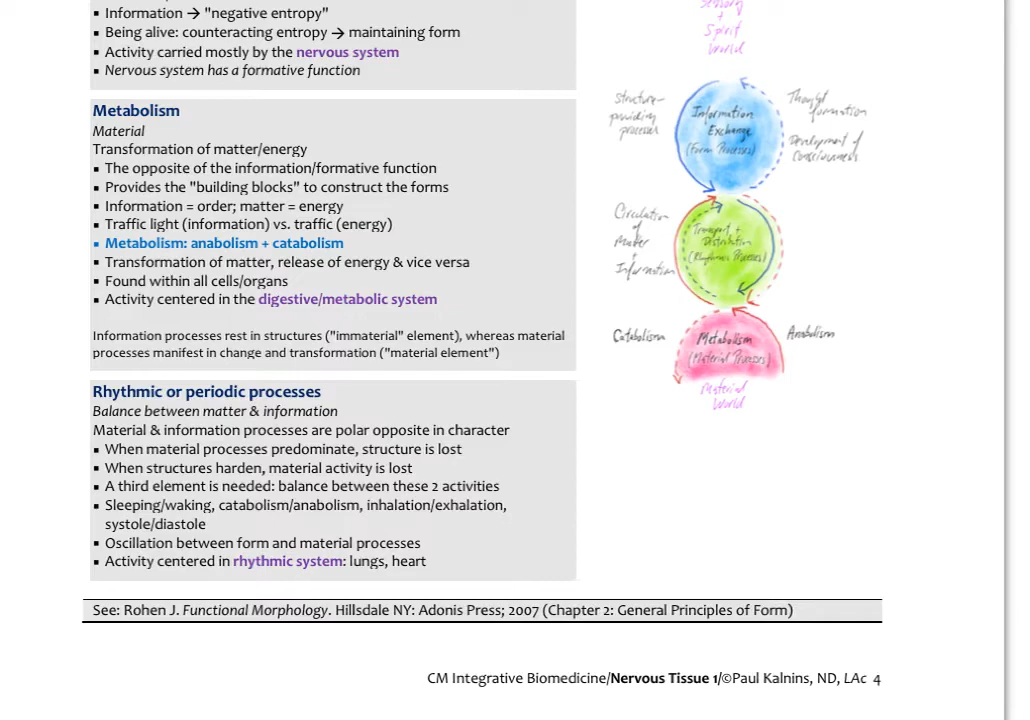 ▪ Information → "negative entropy"
▪ Being alive: counteracting entropy → maintaining form
▪ Activity carried mostly by the nervous system
▪ Nervous system has a formative function
Metabolism
Material
Transformation of matter/energy
▪ The opposite of the information/formative function
▪ Provides the "building blocks" to construct the forms
▪ Information = order; matter = energy
▪ Traffic light (information) vs. traffic (energy)
▪ Metabolism: anabolism + catabolism
▪ Transformation of matter, release of energy & vice versa
▪ Found within all cells/organs
▪ Activity centered in the digestive/metabolic system
Information processes rest in structures ("immaterial" element), whereas material
processes manifest in change and transformation ("material element")
Rhythmic or periodic processes
Balance between matter & information
Material & information processes are polar opposite in character
▪ When material processes predominate, structure is lost
▪ When structures harden, material activity is lost
▪ A third element is needed: balance between these 2 activities
▪ Sleeping/waking, catabolism/anabolism, inhalation/exhalation,
systole/diastole
▪ Oscillation between form and material processes
▪ Activity centered in rhythmic system: lungs, heart
Sensory
+
Spirit
World
Structure-
providing
processes
Information
Exchange
(Form Processes)
Thought
formation
Development of
Consciousness
Circulation
of
Matter
+
Information
Transport +
Distribution
(Rhythmic Processes)
Catabolism
Metabolism
(Material Processes)
Anabolism
Material
World
See: Rohen J. Functional Morphology. Hillsdale NY: Adonis Press; 2007 (Chapter 2: General Principles of Form)
CM Integrative Biomedicine/Nervous Tissue 1/©Paul Kalnins, ND, LAc 4